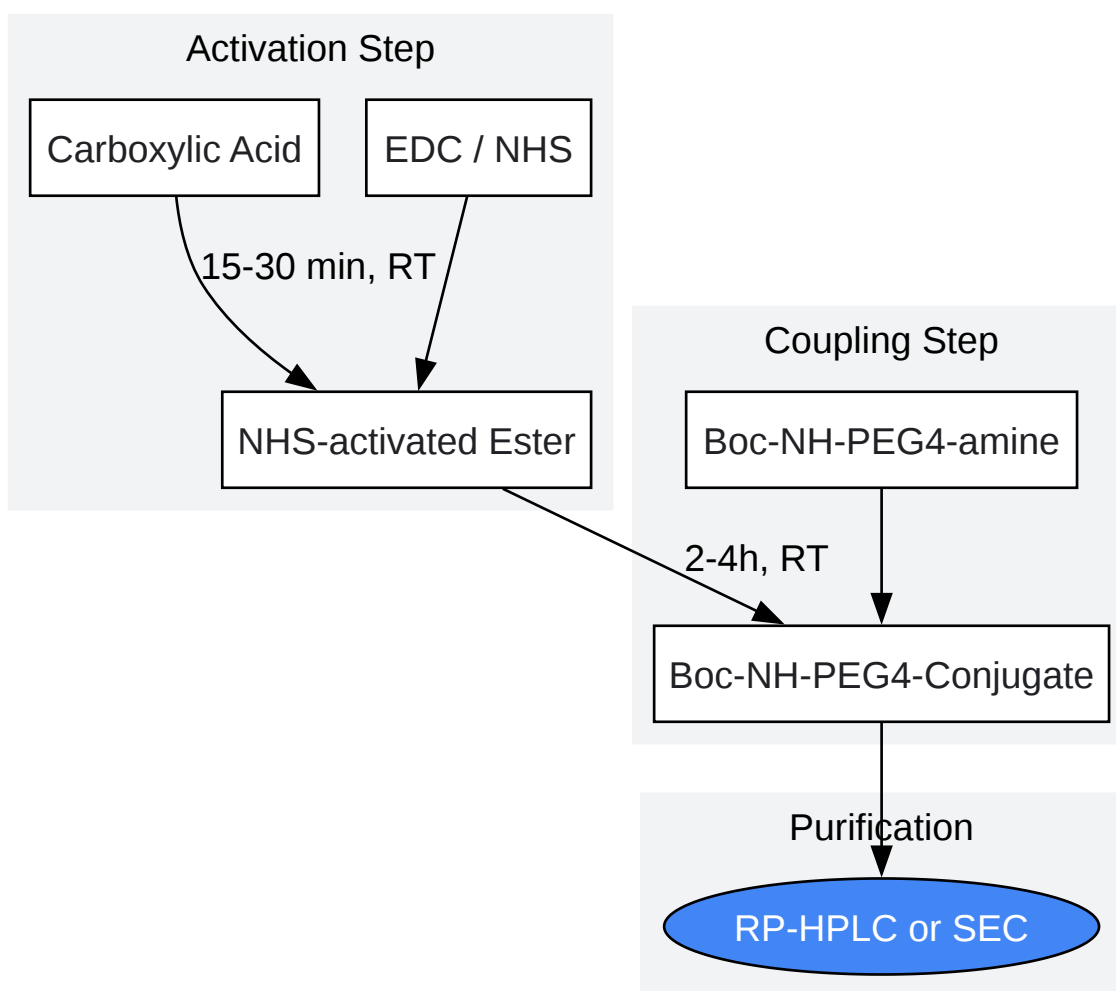 Activation Step
Carboxylic Acid
EDC / NHS
15-30 min, RT
NHS-activated Ester
Coupling Step
Boc-NH-PEG4-amine
2-4h, RT
Boc-NH-PEG4-Conjugate
Purification
RP-HPLC or SEC